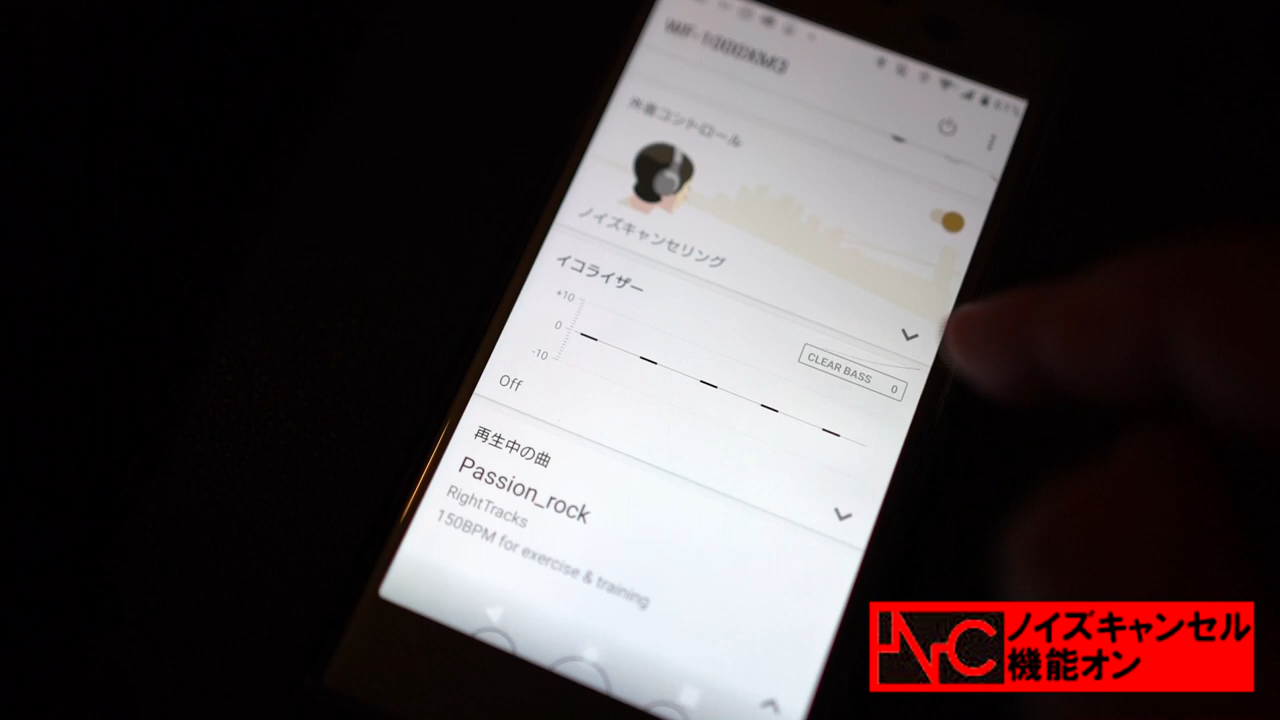 WF-1000XM3
外音コントロール
ノイズキャンセリング
イコライザー
+10
0
-10
CLEAR BASS 0
Off
再生中の曲
Passion_rock
RightTracks
150BPM for exercise & training
NC
ノイズキャンセル
機能オン